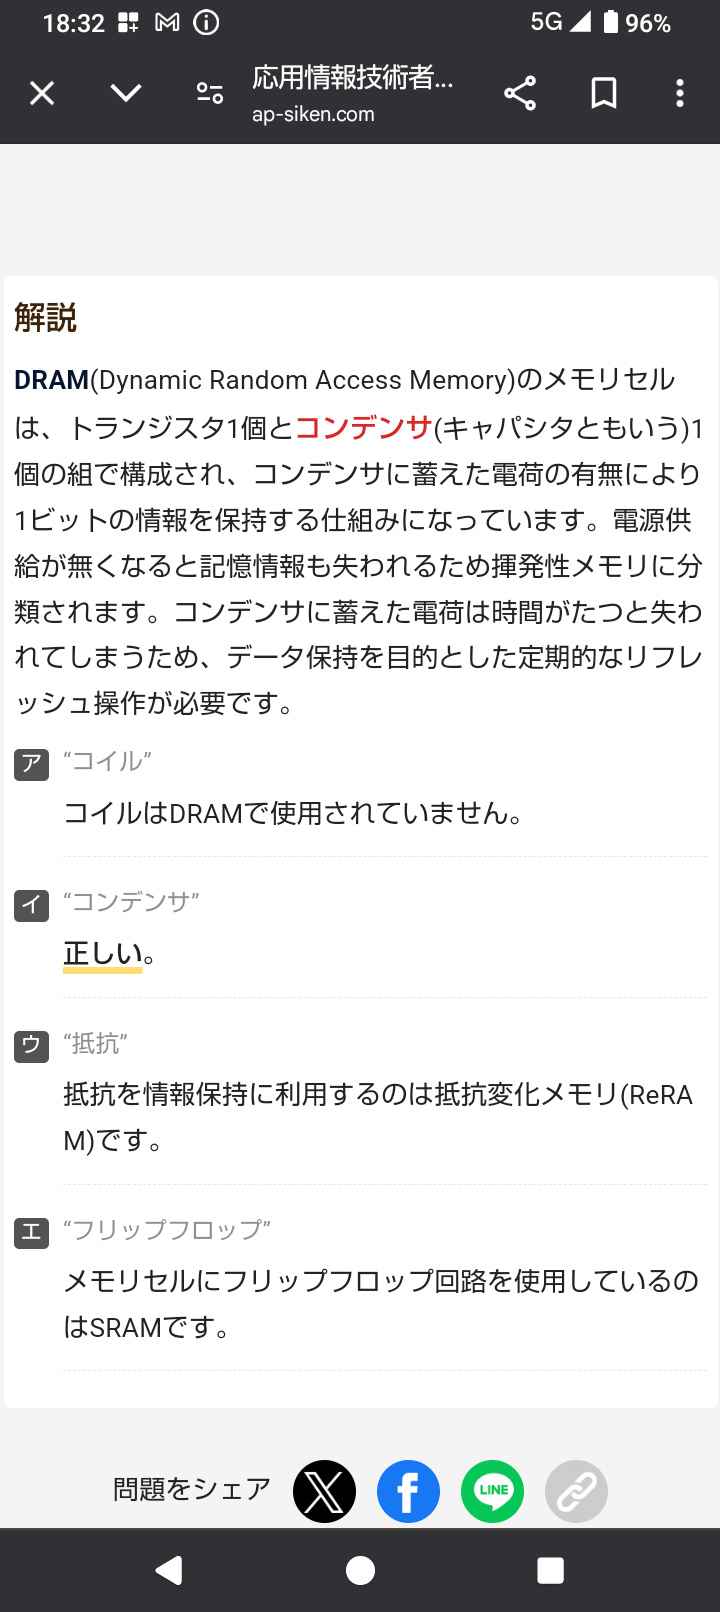 18:32 5G 96%
応用情報技術者...
ap-siken.com
解説
DRAM(Dynamic Random Access Memory)のメモリセル
は、トランジスタ1個とコンデンサ(キャパシタともいう)1
個の組で構成され、コンデンサに蓄えた電荷の有無により
1ビットの情報を保持する仕組みになっています。電源供
給が無くなると記憶情報も失われるため揮発性メモリに分
類されます。コンデンサに蓄えた電荷は時間がたつと失わ
れてしまうため、データ保持を目的とした定期的なリフレ
ッシュ操作が必要です。
ア “コイル”
コイルはDRAMで使用されていません。
イ “コンデンサ”
正しい。
ウ “抵抗”
抵抗を情報保持に利用するのは抵抗変化メモリ(ReRA
M)です。
エ “フリップフロップ”
メモリセルにフリップフロップ回路を使用しているの
はSRAMです。
問題をシェア LINE